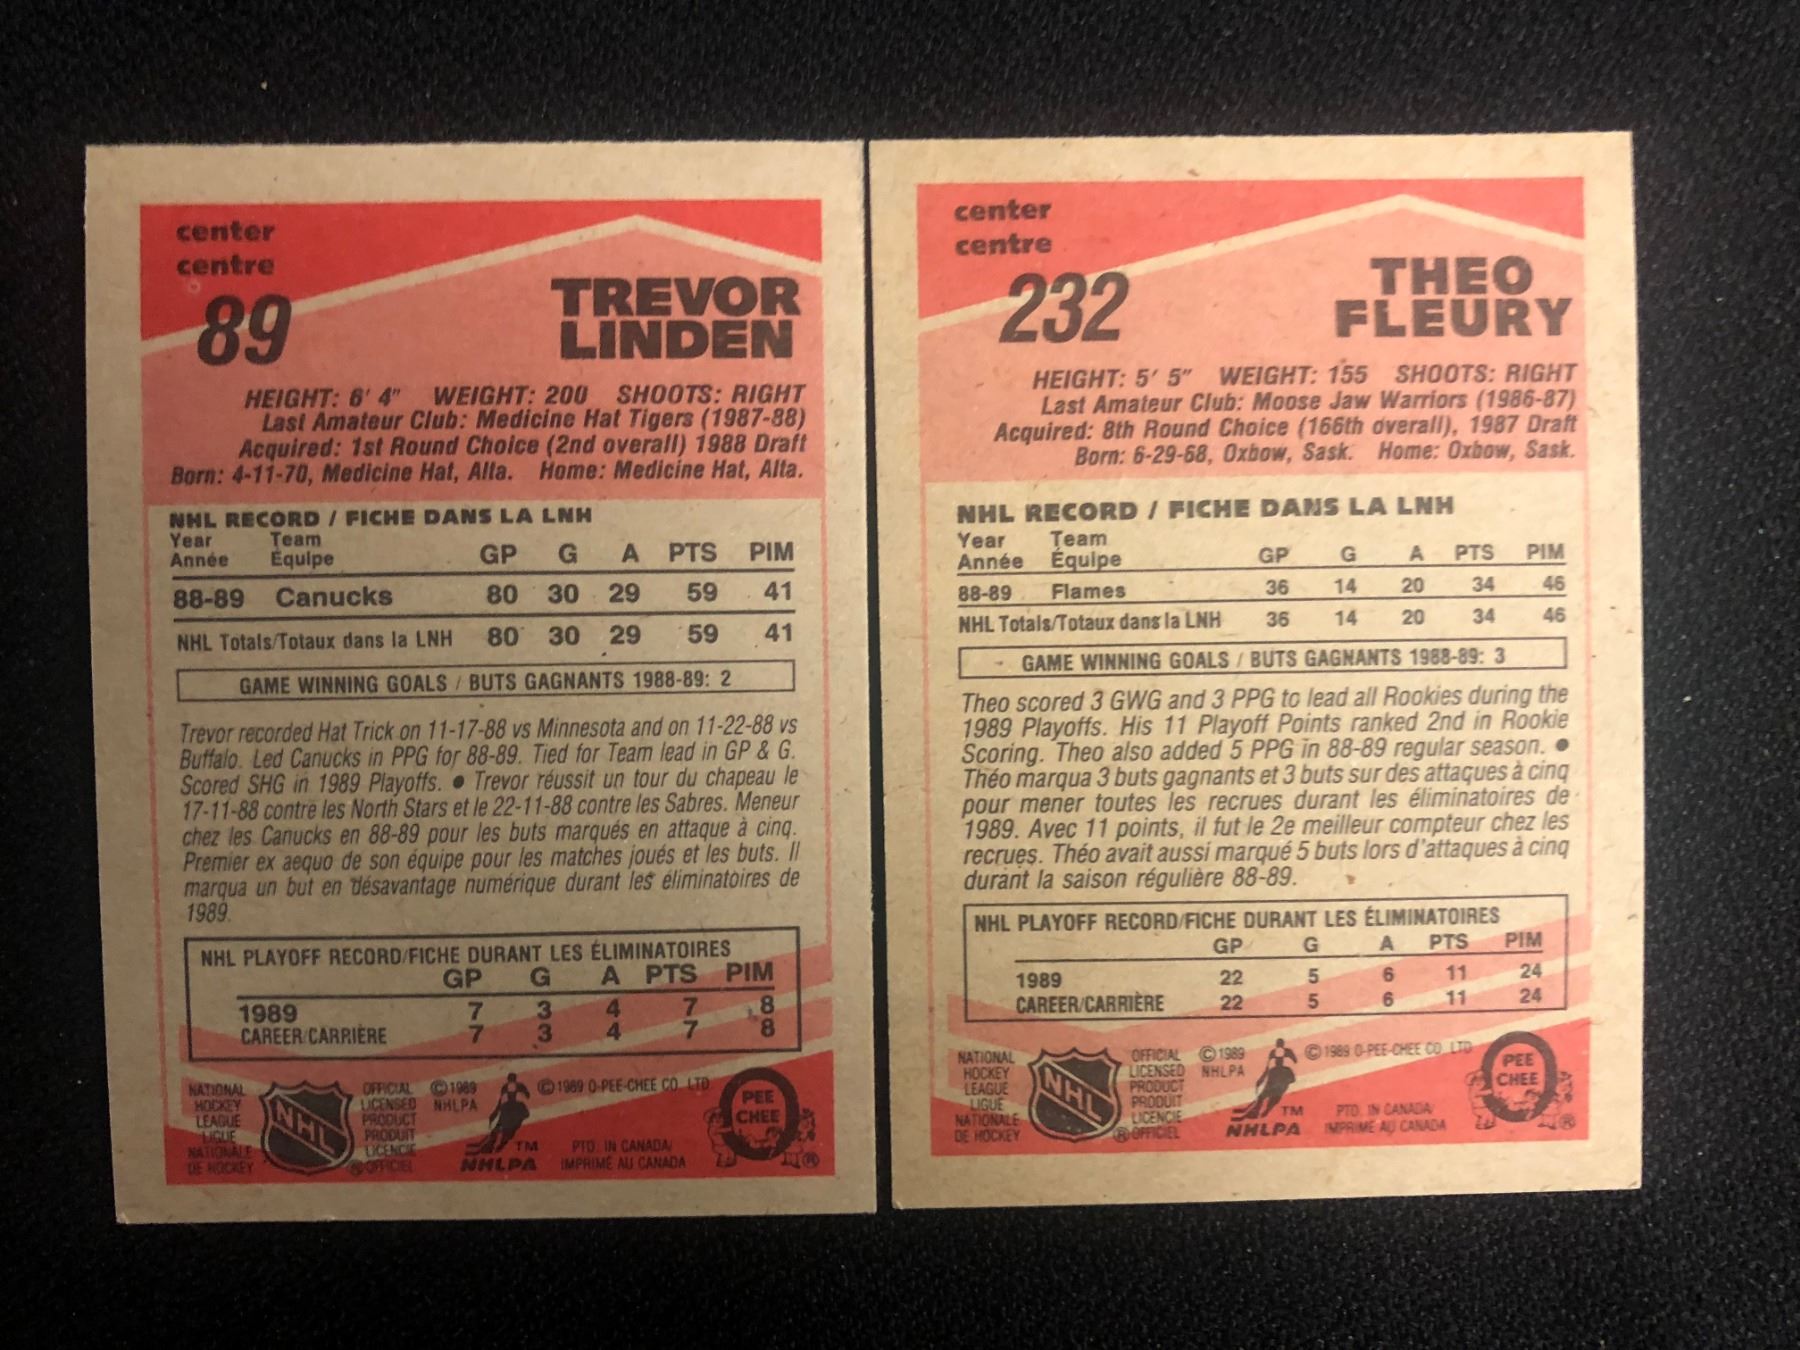 center
centre
89
TREVOR
LINDEN
HEIGHT: 6' 4" WEIGHT: 200 SHOOTS: RIGHT
Last Amateur Club: Medicine Hat Tigers (1987-88)
Acquired: 1st Round Choice (2nd overall) 1988 Draft
Born: 4-11-70, Medicine Hat, Alta. Home: Medicine Hat, Alta.
NHL RECORD / FICHE DANS LA LNH
Year Team
Année Équipe GP G A PTS PIM
88-89 Canucks 80 30 29 59 41
NHL Totals/Totaux dans la LNH 80 30 29 59 41
GAME WINNING GOALS / BUTS GAGNANTS 1988-89: 2
Trevor recorded Hat Trick on 11-17-88 vs Minnesota and on 11-22-88 vs
Buffalo. Led Canucks in PPG for 88-89. Tied for Team lead in GP & G.
Scored SHG in 1989 Playoffs. ● Trevor réussit un tour du chapeau le
17-11-88 contre les North Stars et le 22-11-88 contre les Sabres. Meneur
chez les Canucks en 88-89 pour les buts marqués en attaque à cinq.
Premier ex aequo de son équipe pour les matches joués et les buts. Il
marqua un but en désavantage numérique durant les éliminatoires de
1989.
NHL PLAYOFF RECORD/FICHE DURANT LES ÉLIMINATOIRES
GP G A PTS PIM
1989 7 3 4 7 8
CAREER/CARRIÈRE 7 3 4 7 8
NATIONAL
HOCKEY
LEAGUE
LIGUE
NATIONALE
DE HOCKEY
NHL
OFFICIAL
LICENSED
PRODUCT
PRODUIT
LICENCIE
® OFFICIEL
© 1989
NHLPA
TM
NHLPA
© 1989 O-PEE-CHEE CO. LTD
PTD. IN CANADA/
IMPRIMÉ AU CANADA
O
PEE
CHEE
®
center
centre
232
THEO
FLEURY
HEIGHT: 5' 5" WEIGHT: 155 SHOOTS: RIGHT
Last Amateur Club: Moose Jaw Warriors (1986-87)
Acquired: 8th Round Choice (166th overall), 1987 Draft
Born: 6-29-68, Oxbow, Sask. Home: Oxbow, Sask.
NHL RECORD / FICHE DANS LA LNH
Year Team
Année Équipe GP G A PTS PIM
88-89 Flames 36 14 20 34 46
NHL Totals/Totaux dans la LNH 36 14 20 34 46
GAME WINNING GOALS / BUTS GAGNANTS 1988-89: 3
Theo scored 3 GWG and 3 PPG to lead all Rookies during the
1989 Playoffs. His 11 Playoff Points ranked 2nd in Rookie
Scoring. Theo also added 5 PPG in 88-89 regular season. ●
Théo marqua 3 buts gagnants et 3 buts sur des attaques à cinq
pour mener toutes les recrues durant les éliminatoires de
1989. Avec 11 points, il fut le 2e meilleur compteur chez les
recrues. Théo avait aussi marqué 5 buts lors d'attaques à cinq
durant la saison régulière 88-89.
NHL PLAYOFF RECORD/FICHE DURANT LES ÉLIMINATOIRES
GP G A PTS PIM
1989 22 5 6 11 24
CAREER/CARRIÈRE 22 5 6 11 24
NATIONAL
HOCKEY
LEAGUE
LIGUE
NATIONALE
DE HOCKEY
NHL
OFFICIAL
LICENSED
PRODUCT
PRODUIT
LICENCIE
® OFFICIEL
© 1989
NHLPA
TM
NHLPA
© 1989 O-PEE-CHEE CO. LTD
PTD. IN CANADA/
IMPRIMÉ AU CANADA
O
PEE
CHEE
®